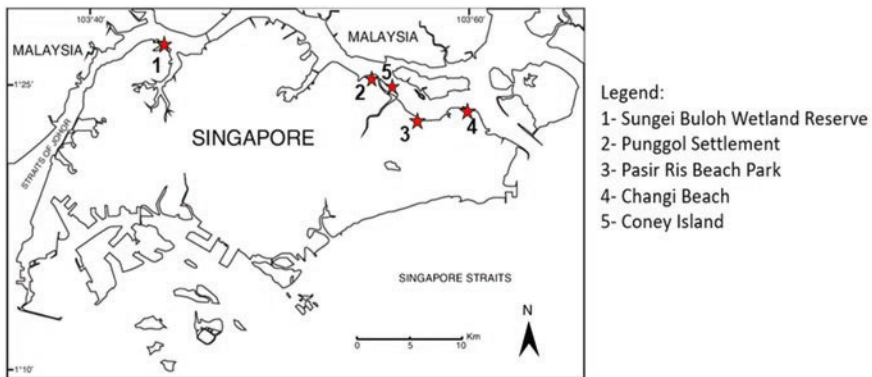 103°40'
103°60'
MALAYSIA
MALAYSIA
1°25'
1
2
5
3
4
SINGAPORE
STRAITS OF JOHOR
SINGAPORE STRAITS
N
Km
0 5 10
1°10'
Legend:
1- Sungei Buloh Wetland Reserve
2- Punggol Settlement
3- Pasir Ris Beach Park
4- Changi Beach
5- Coney Island